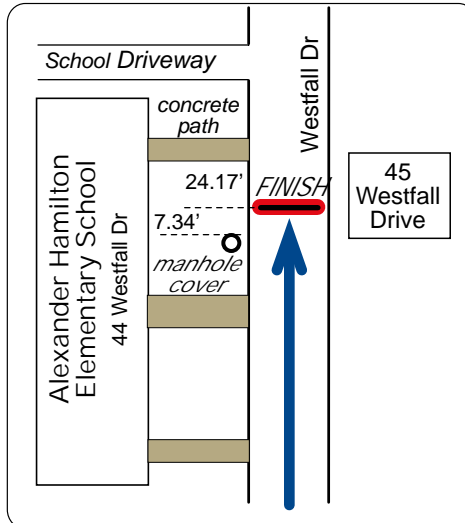 School Driveway
Westfall Dr
concrete
path
24.17'
FINISH
7.34'
manhole
cover
Alexander Hamilton
Elementary School
44 Westfall Dr
45
Westfall
Drive